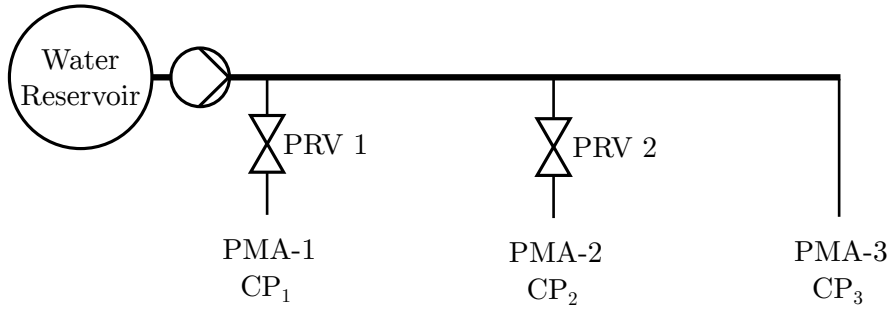 Water
Reservoir
PRV 1
PRV 2
PMA-1
CP₁
PMA-2
CP₂
PMA-3
CP₃